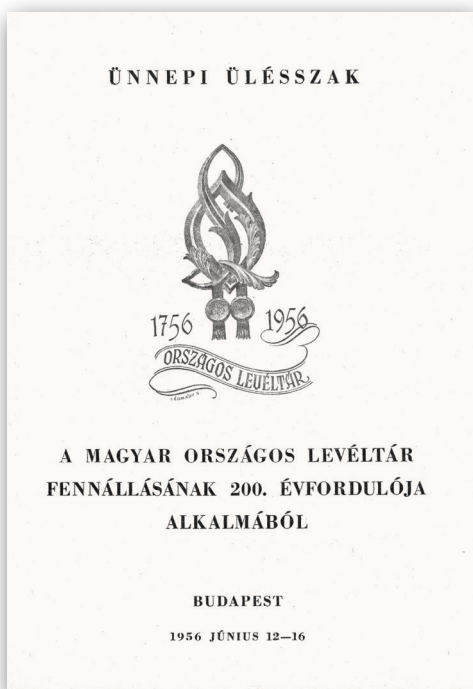 ÜNNEPI ÜLÉSSZAK
1756 1956
ORSZÁGOS LEVÉLTÁR
A MAGYAR ORSZÁGOS LEVÉLTÁR
FENNÁLLÁSÁNAK 200. ÉVFORDULÓJA
ALKALMÁBÓL
BUDAPEST
1956 JÚNIUS 12—16